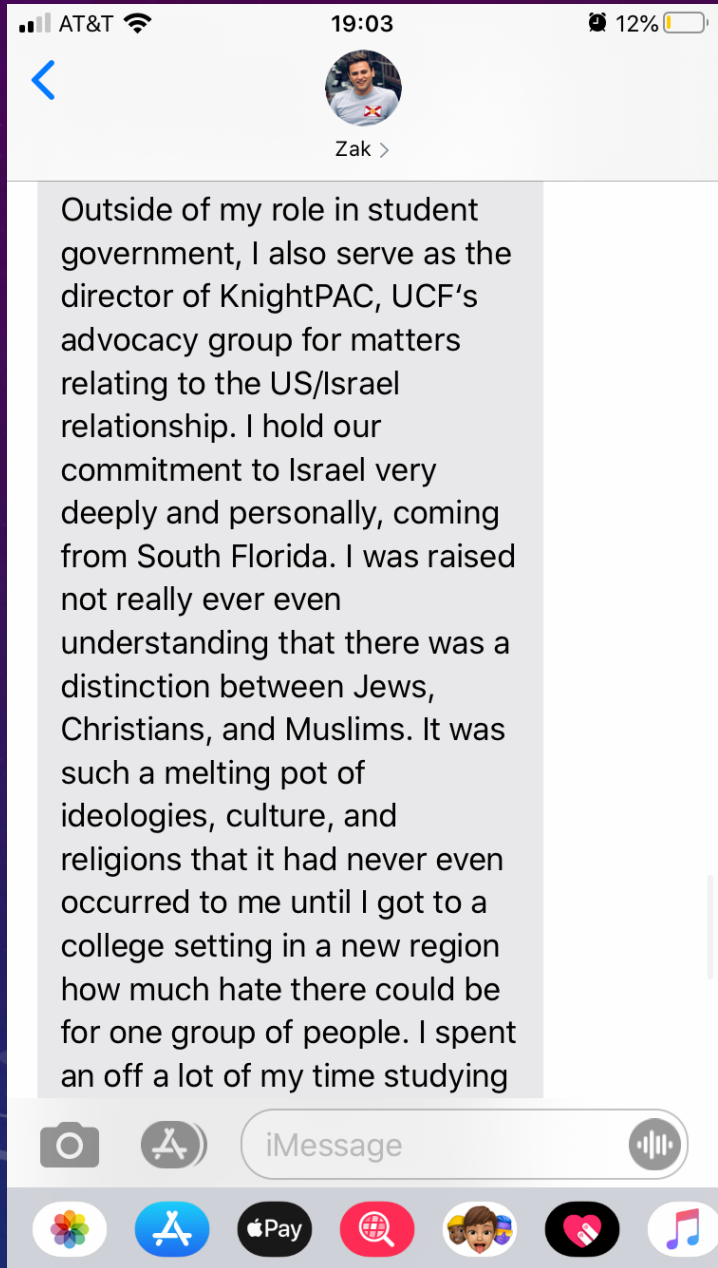 AT&T 19:03 12%
Zak
Outside of my role in student
government, I also serve as the
director of KnightPAC, UCF‘s
advocacy group for matters
relating to the US/Israel
relationship. I hold our
commitment to Israel very
deeply and personally, coming
from South Florida. I was raised
not really ever even
understanding that there was a
distinction between Jews,
Christians, and Muslims. It was
such a melting pot of
ideologies, culture, and
religions that it had never even
occurred to me until I got to a
college setting in a new region
how much hate there could be
for one group of people. I spent
an off a lot of my time studying
iMessage
Pay